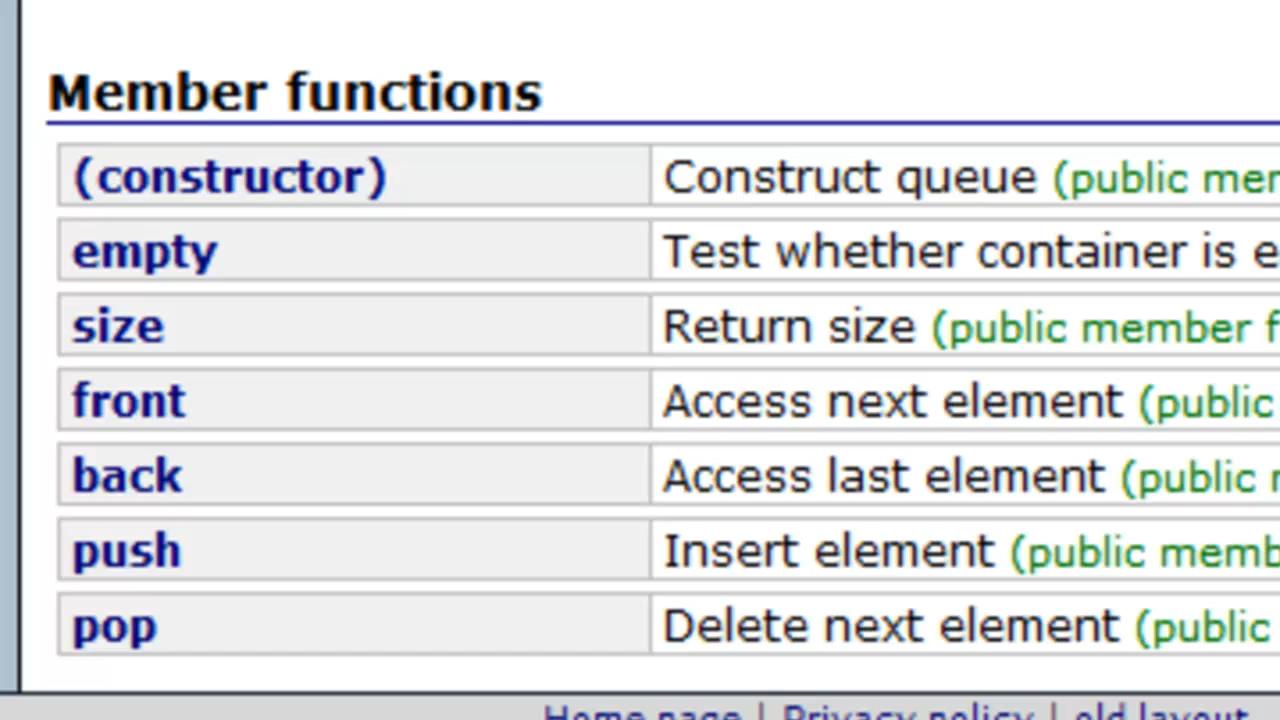 Member functions
(constructor) Construct queue (public mem
empty Test whether container is e
size Return size (public member f
front Access next element (public
back Access last element (public
push Insert element (public memb
pop Delete next element (public
Home page | Privacy policy | old layout